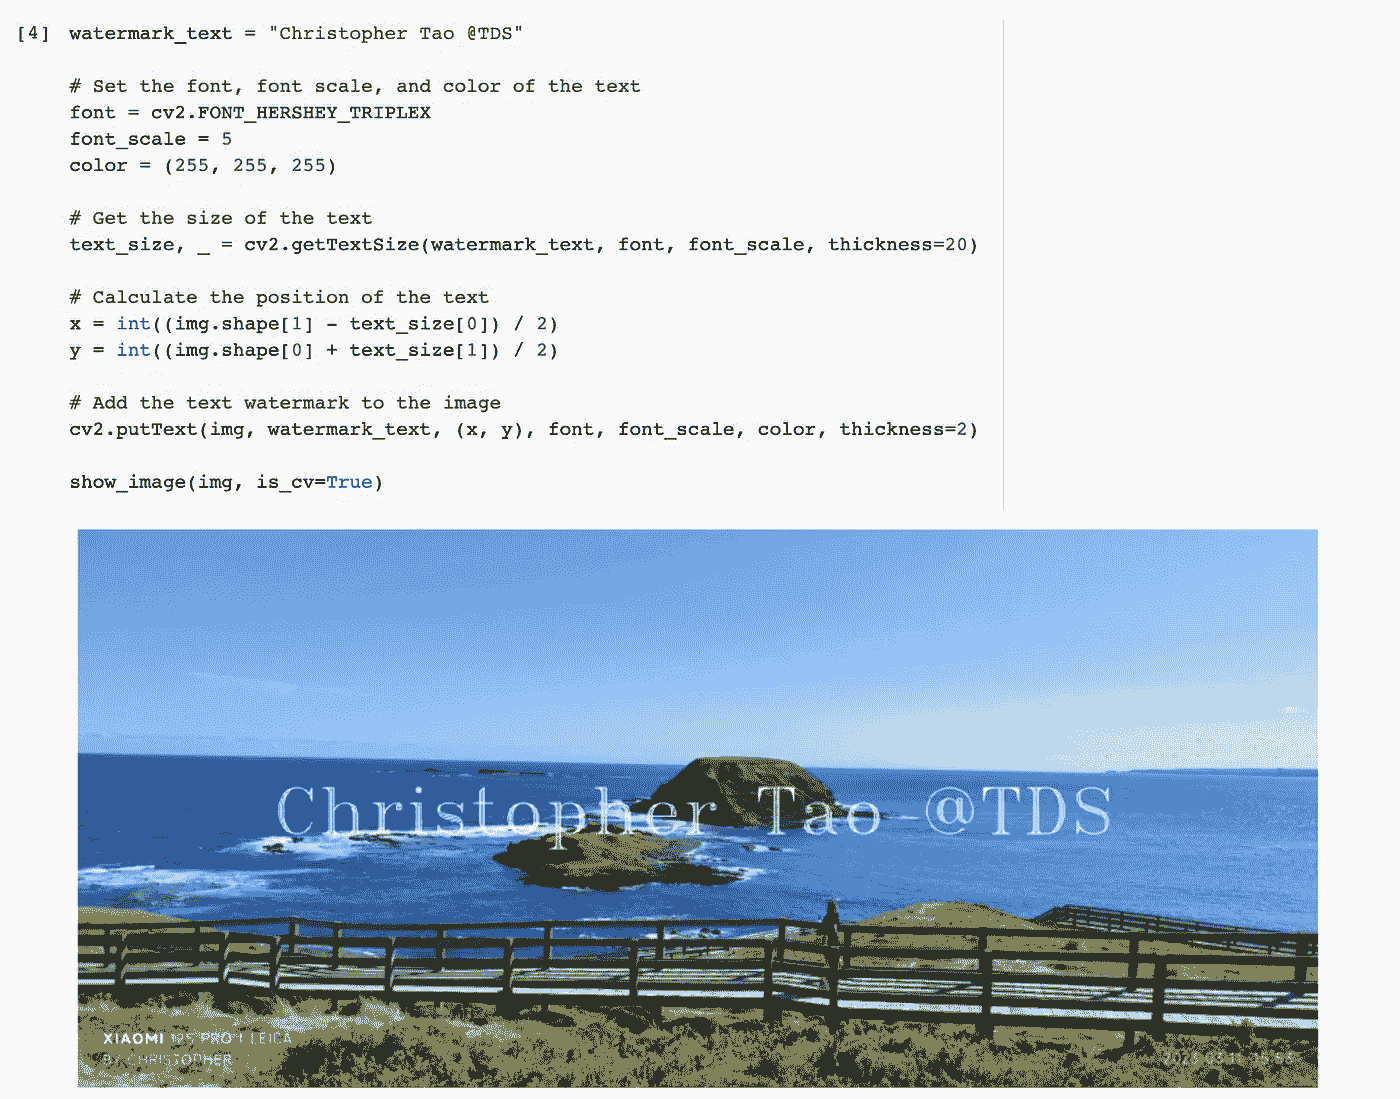 [4] watermark_text = "Christopher Tao @TDS"
# Set the font, font scale, and color of the text
font = cv2.FONT_HERSHEY_TRIPLEX
font_scale = 5
color = (255, 255, 255)
# Get the size of the text
text_size, _ = cv2.getTextSize(watermark_text, font, font_scale, thickness=20)
# Calculate the position of the text
x = int((img.shape[1] - text_size[0]) / 2)
y = int((img.shape[0] + text_size[1]) / 2)
# Add the text watermark to the image
cv2.putText(img, watermark_text, (x, y), font, font_scale, color, thickness=2)
show_image(img, is_cv=True)
Christopher Tao @TDS
XIAOMI 12S PRO | LEICA
BY CHRISTOPHER